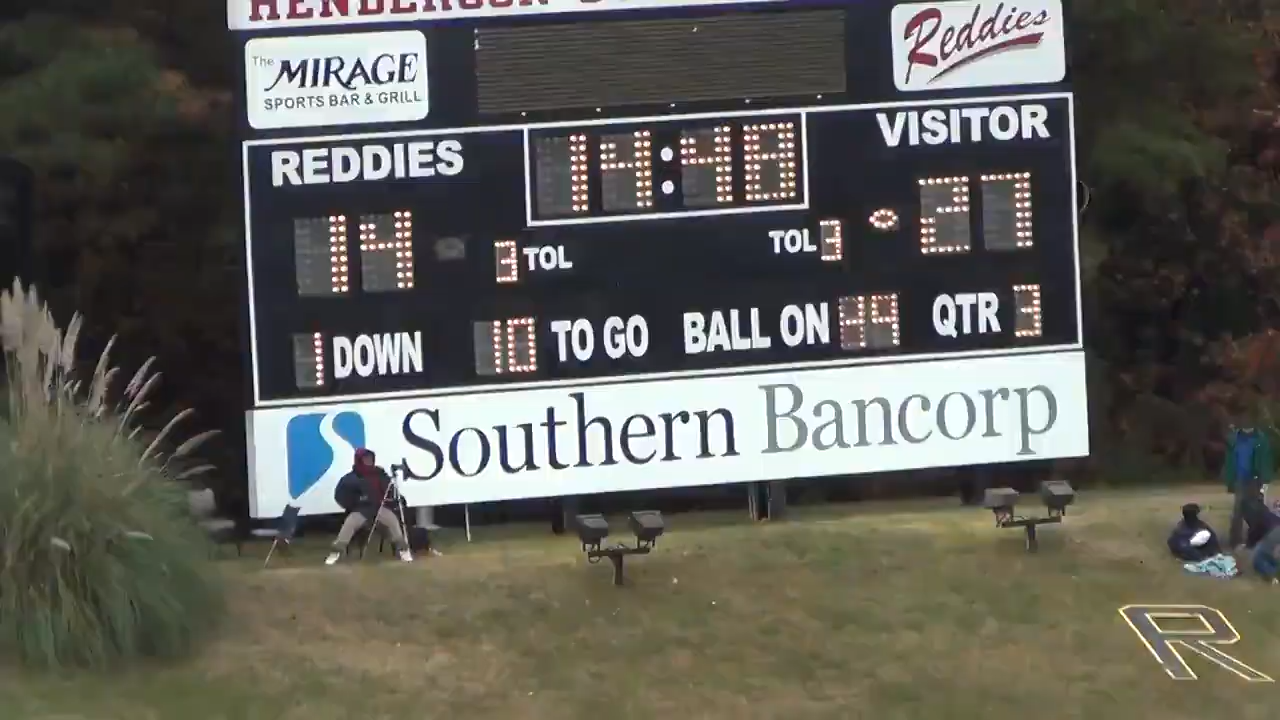 The
MIRAGE
SPORTS BAR & GRILL
Reddies
REDDIES
14:48
VISITOR
14
3 TOL
TOL 3
27
1 DOWN
10 TO GO
BALL ON 44
QTR 3
Southern Bancorp
R